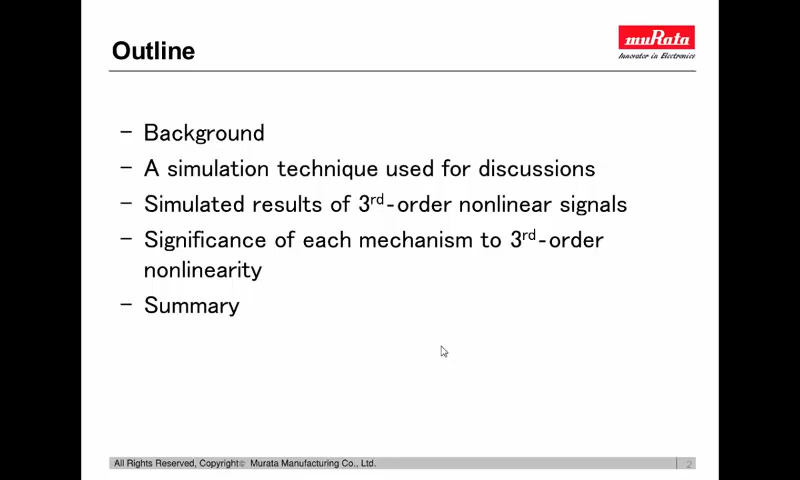 Outline
muRata
Innovator in Electronics
– Background
– A simulation technique used for discussions
– Simulated results of 3rd-order nonlinear signals
– Significance of each mechanism to 3rd-order
nonlinearity
– Summary
All Rights Reserved, Copyright© Murata Manufacturing Co., Ltd.
2